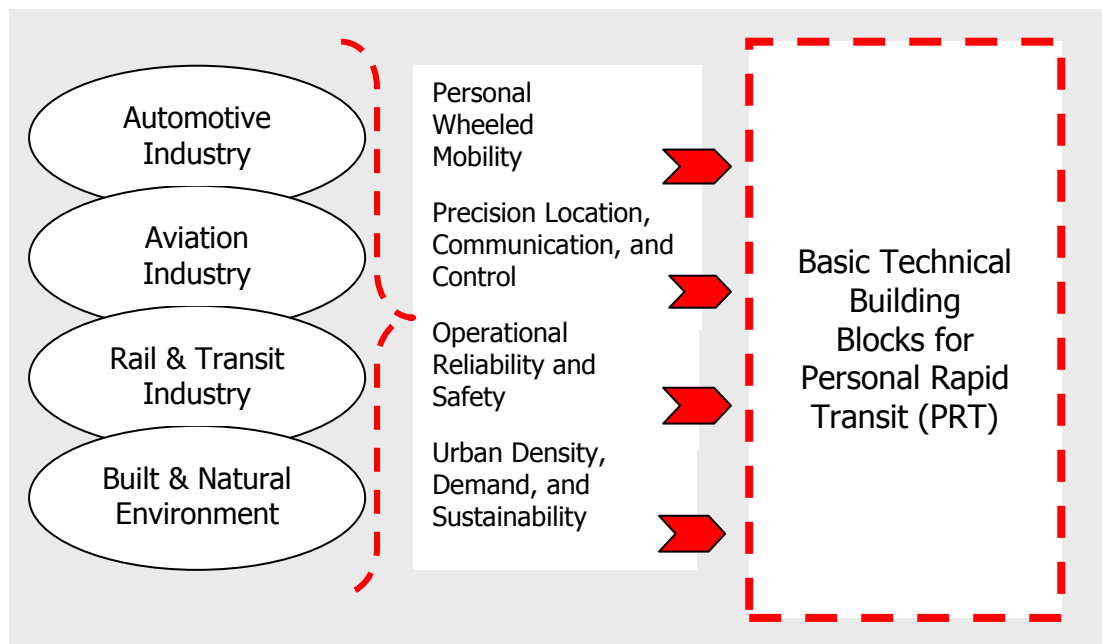 Automotive
Industry
Aviation
Industry
Rail & Transit
Industry
Built & Natural
Environment
Personal
Wheeled
Mobility
Precision Location,
Communication, and
Control
Operational
Reliability and
Safety
Urban Density,
Demand, and
Sustainability
Basic Technical
Building
Blocks for
Personal Rapid
Transit (PRT)